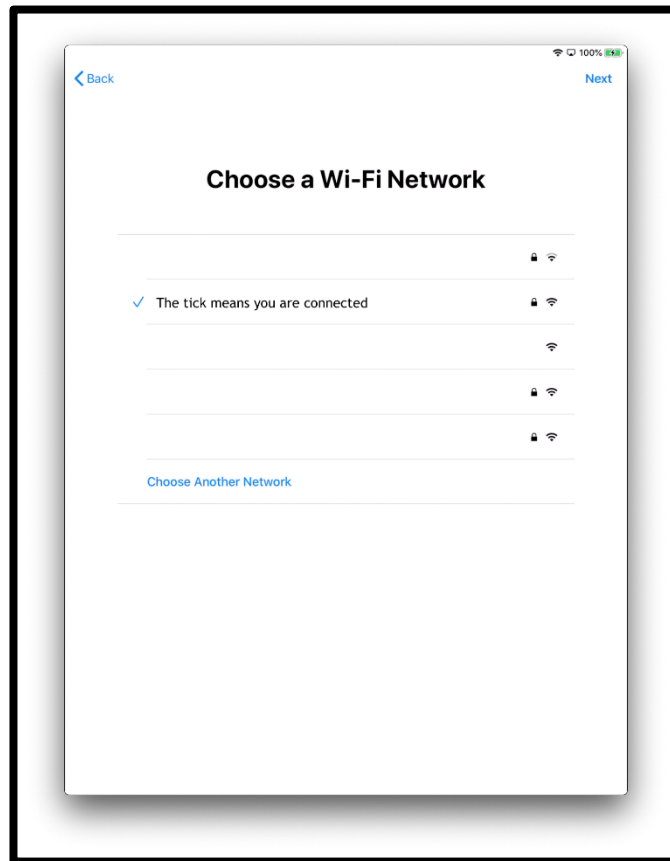 100%
Back
Next
Choose a Wi-Fi Network
The tick means you are connected
Choose Another Network